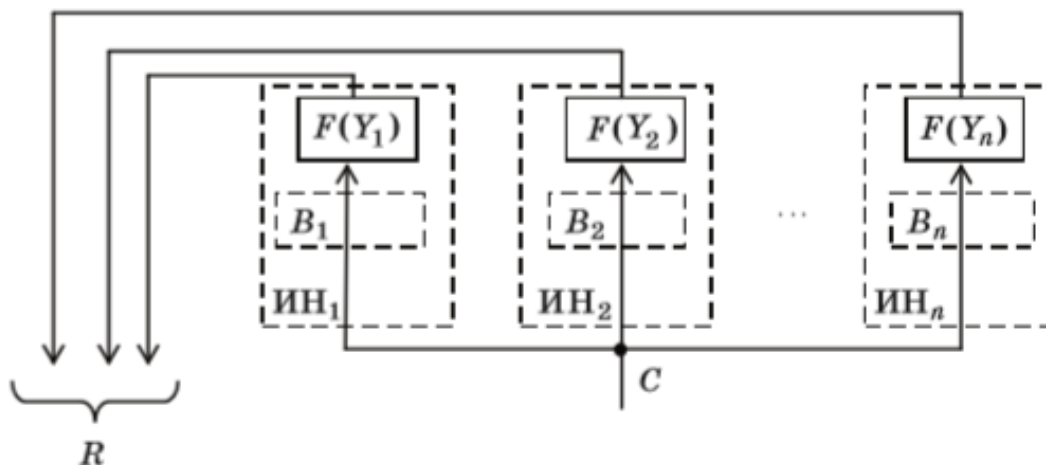 F(Y₁) F(Y₂) F(Yₙ)
B₁ B₂ ... Bₙ
ИН₁ ИН₂ ИНₙ
C
R